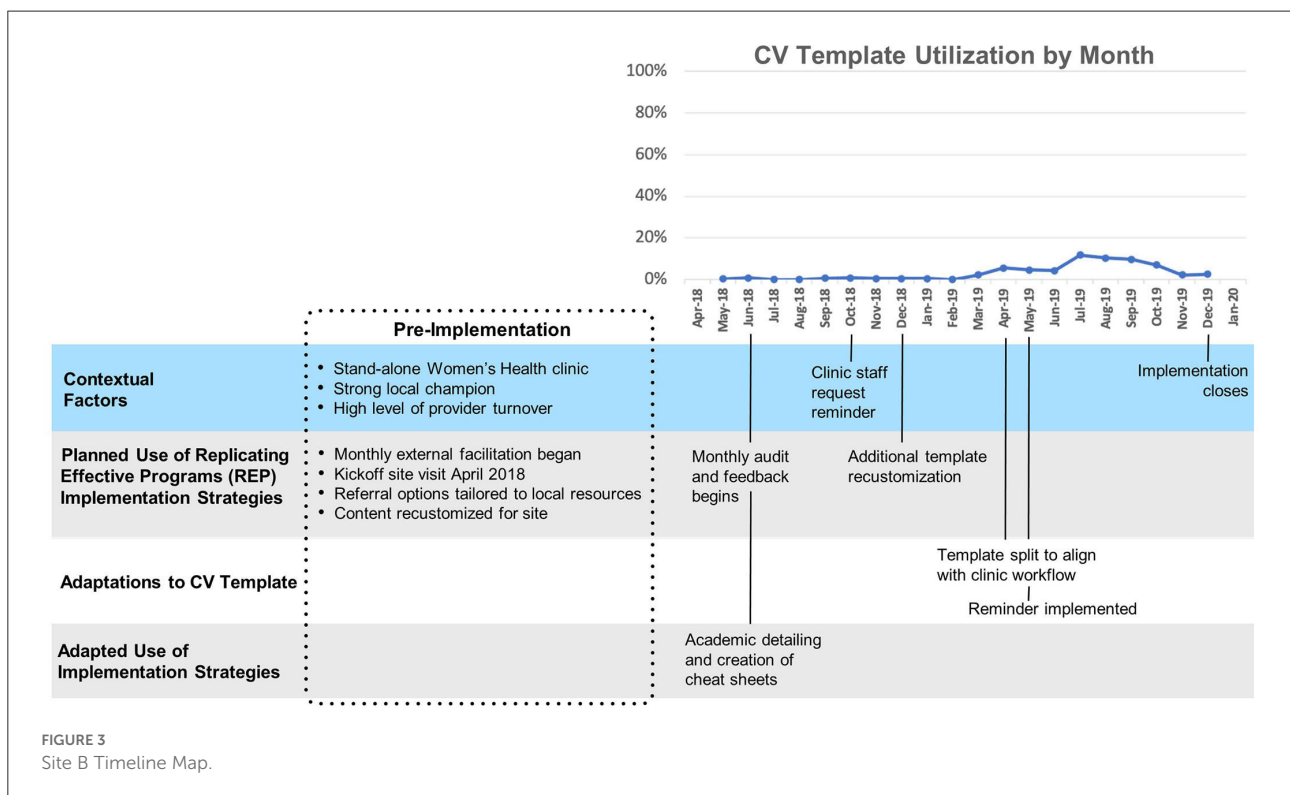 CV Template Utilization by Month
100%
80%
60%
40%
20%
0%
Apr-18
May-18
Jun-18
Jul-18
Aug-18
Sep-18
Oct-18
Nov-18
Dec-18
Jan-19
Feb-19
Mar-19
Apr-19
May-19
Jun-19
Jul-19
Aug-19
Sep-19
Oct-19
Nov-19
Dec-19
Jan-20
Pre-Implementation
Contextual
Factors
• Stand-alone Women's Health clinic
• Strong local champion
• High level of provider turnover
Clinic staff
request
reminder
Implementation
closes
Planned Use of Replicating
Effective Programs (REP)
Implementation Strategies
• Monthly external facilitation began
• Kickoff site visit April 2018
• Referral options tailored to local resources
• Content recustomized for site
Monthly audit
and feedback
begins
Additional template
recustomization
Adaptations to CV Template
Template split to align
with clinic workflow
Reminder implemented
Adapted Use of
Implementation Strategies
Academic detailing
and creation of
cheat sheets
FIGURE 3
Site B Timeline Map.